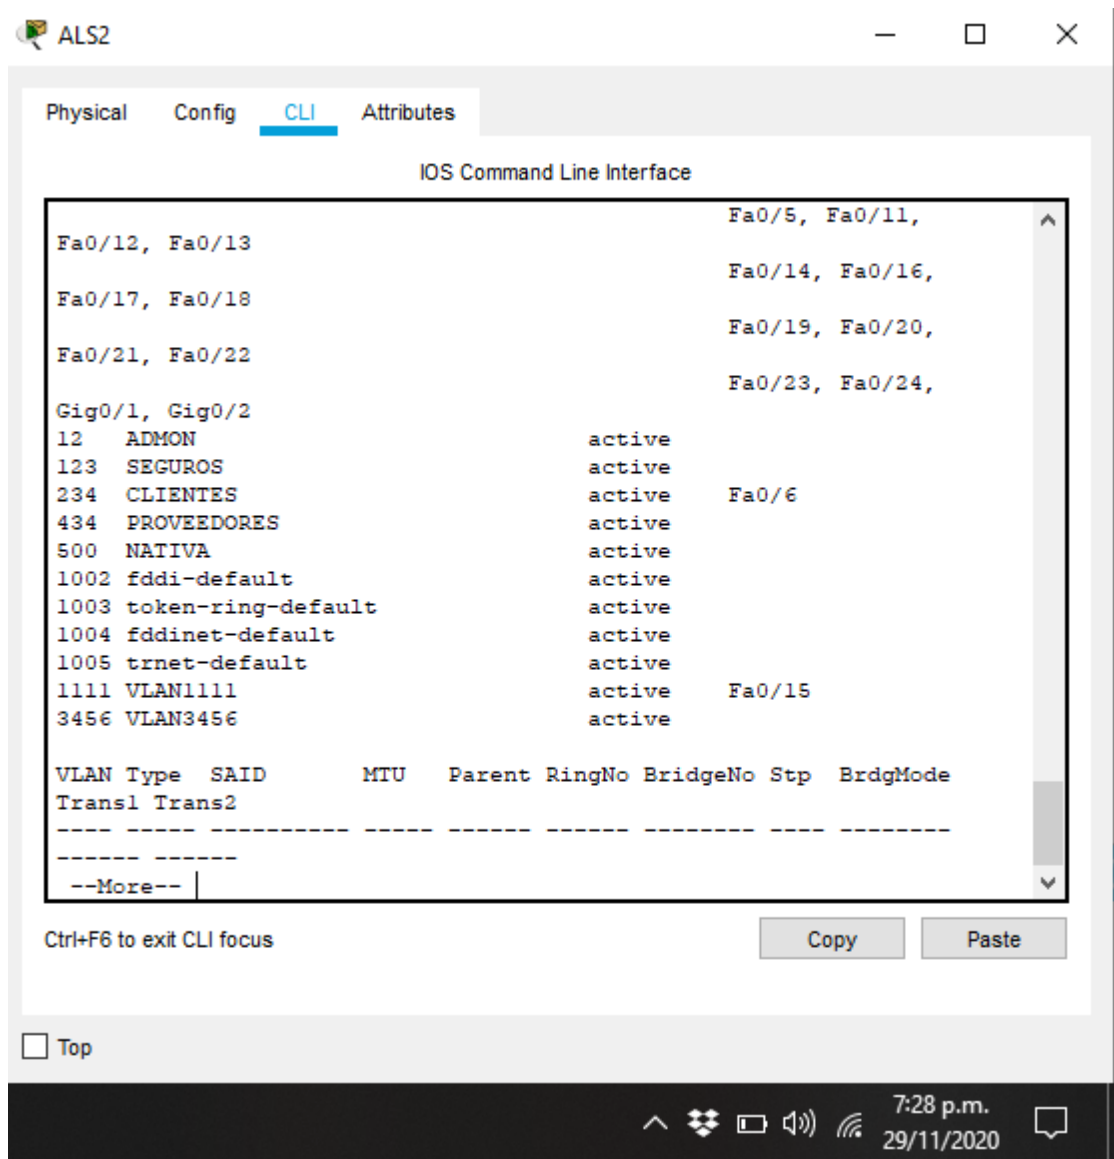 ALS2
Physical Config CLI Attributes
IOS Command Line Interface
Fa0/5, Fa0/11,
Fa0/12, Fa0/13
Fa0/14, Fa0/16,
Fa0/17, Fa0/18
Fa0/19, Fa0/20,
Fa0/21, Fa0/22
Fa0/23, Fa0/24,
Gig0/1, Gig0/2
12 ADMON active
123 SEGUROS active
234 CLIENTES active Fa0/6
434 PROVEEDORES active
500 NATIVA active
1002 fddi-default active
1003 token-ring-default active
1004 fddinet-default active
1005 trnet-default active
1111 VLAN1111 active Fa0/15
3456 VLAN3456 active
VLAN Type SAID MTU Parent RingNo BridgeNo Stp BrdgMode
Trans1 Trans2
---- ----- ---------- ----- ------ ------ -------- ---- --------
------ ------
--More--
Ctrl+F6 to exit CLI focus
Copy Paste
Top
7:28 p.m.
29/11/2020